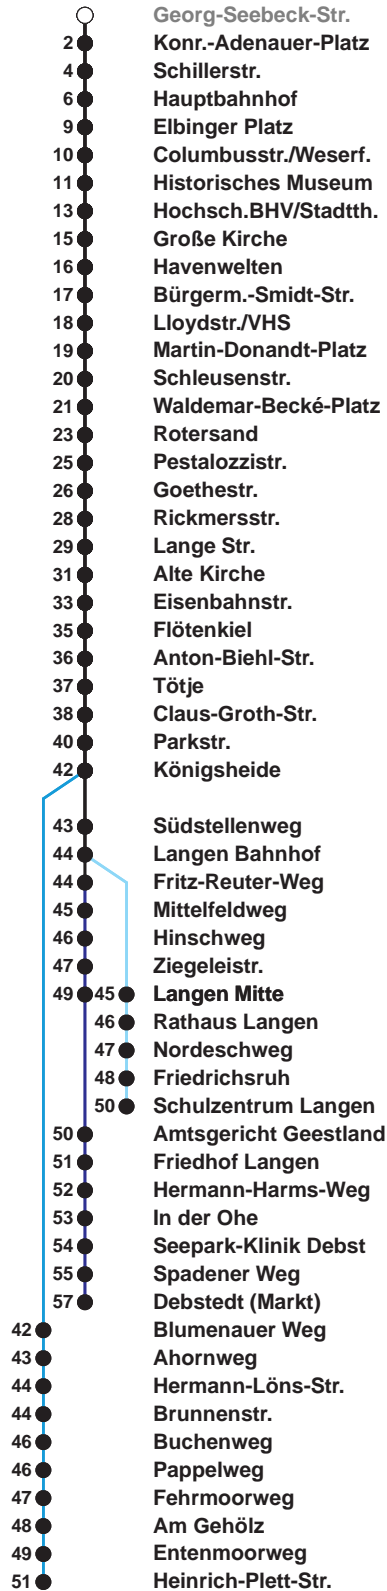 Georg-Seebeck-Str.
2 Konr.-Adenauer-Platz
4 Schillerstr.
6 Hauptbahnhof
9 Elbinger Platz
10 Columbusstr./Weserf.
11 Historisches Museum
13 Hochsch.BHV/Stadtth.
15 Große Kirche
16 Havenwelten
17 Bürgerm.-Smidt-Str.
18 Lloydstr./VHS
19 Martin-Donandt-Platz
20 Schleusenstr.
21 Waldemar-Becké-Platz
23 Rotersand
25 Pestalozzistr.
26 Goethestr.
28 Rickmersstr.
29 Lange Str.
31 Alte Kirche
33 Eisenbahnstr.
35 Flötenkiel
36 Anton-Biehl-Str.
37 Tötje
38 Claus-Groth-Str.
40 Parkstr.
42 Königsheide
43 Südstellenweg
44 Langen Bahnhof
44 Fritz-Reuter-Weg
45 Mittelfeldweg
46 Hinschweg
47 Ziegeleistr.
49 45 Langen Mitte
46 Rathaus Langen
47 Nordeschweg
48 Friedrichsruh
50 Schulzentrum Langen
50 Amtsgericht Geestland
51 Friedhof Langen
52 Hermann-Harms-Weg
53 In der Ohe
54 Seepark-Klinik Debst
55 Spadener Weg
57 Debstedt (Markt)
42 Blumenauer Weg
43 Ahornweg
44 Hermann-Löns-Str.
44 Brunnenstr.
46 Buchenweg
46 Pappelweg
47 Fehrmoorweg
48 Am Gehölz
49 Entenmoorweg
51 Heinrich-Plett-Str.